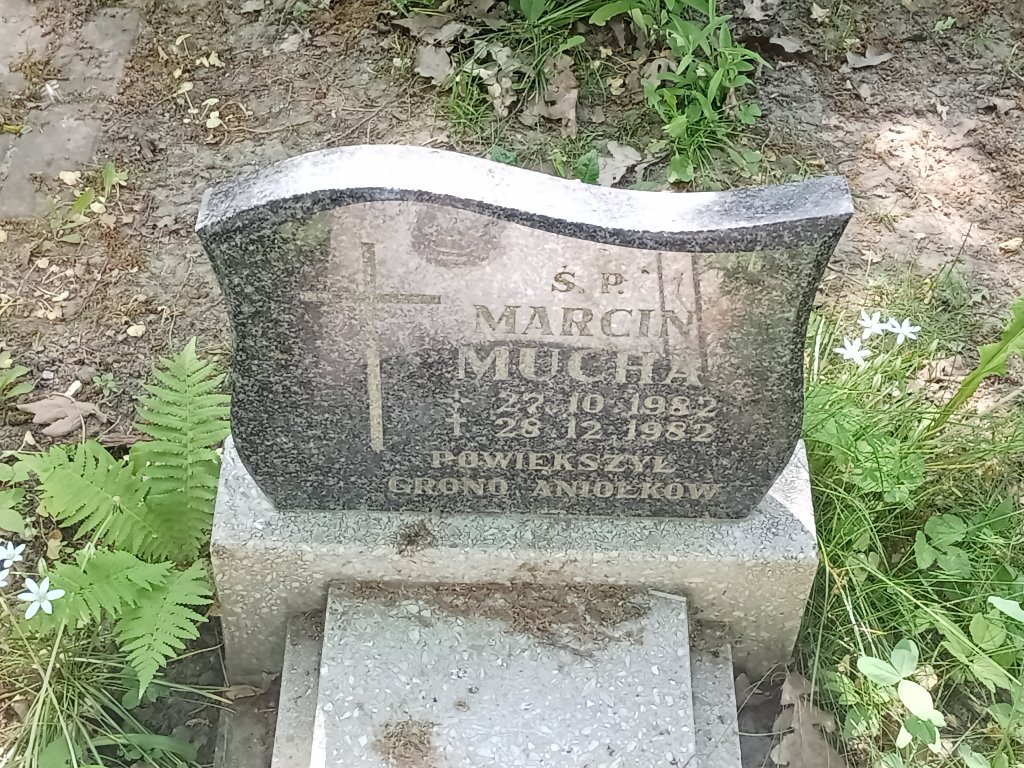 Ś. P.
MARCIN
MUCHA
* 27. 10. 1982
† 28. 12. 1982
POWIĘKSZYŁ
GRONO ANIOŁKÓW